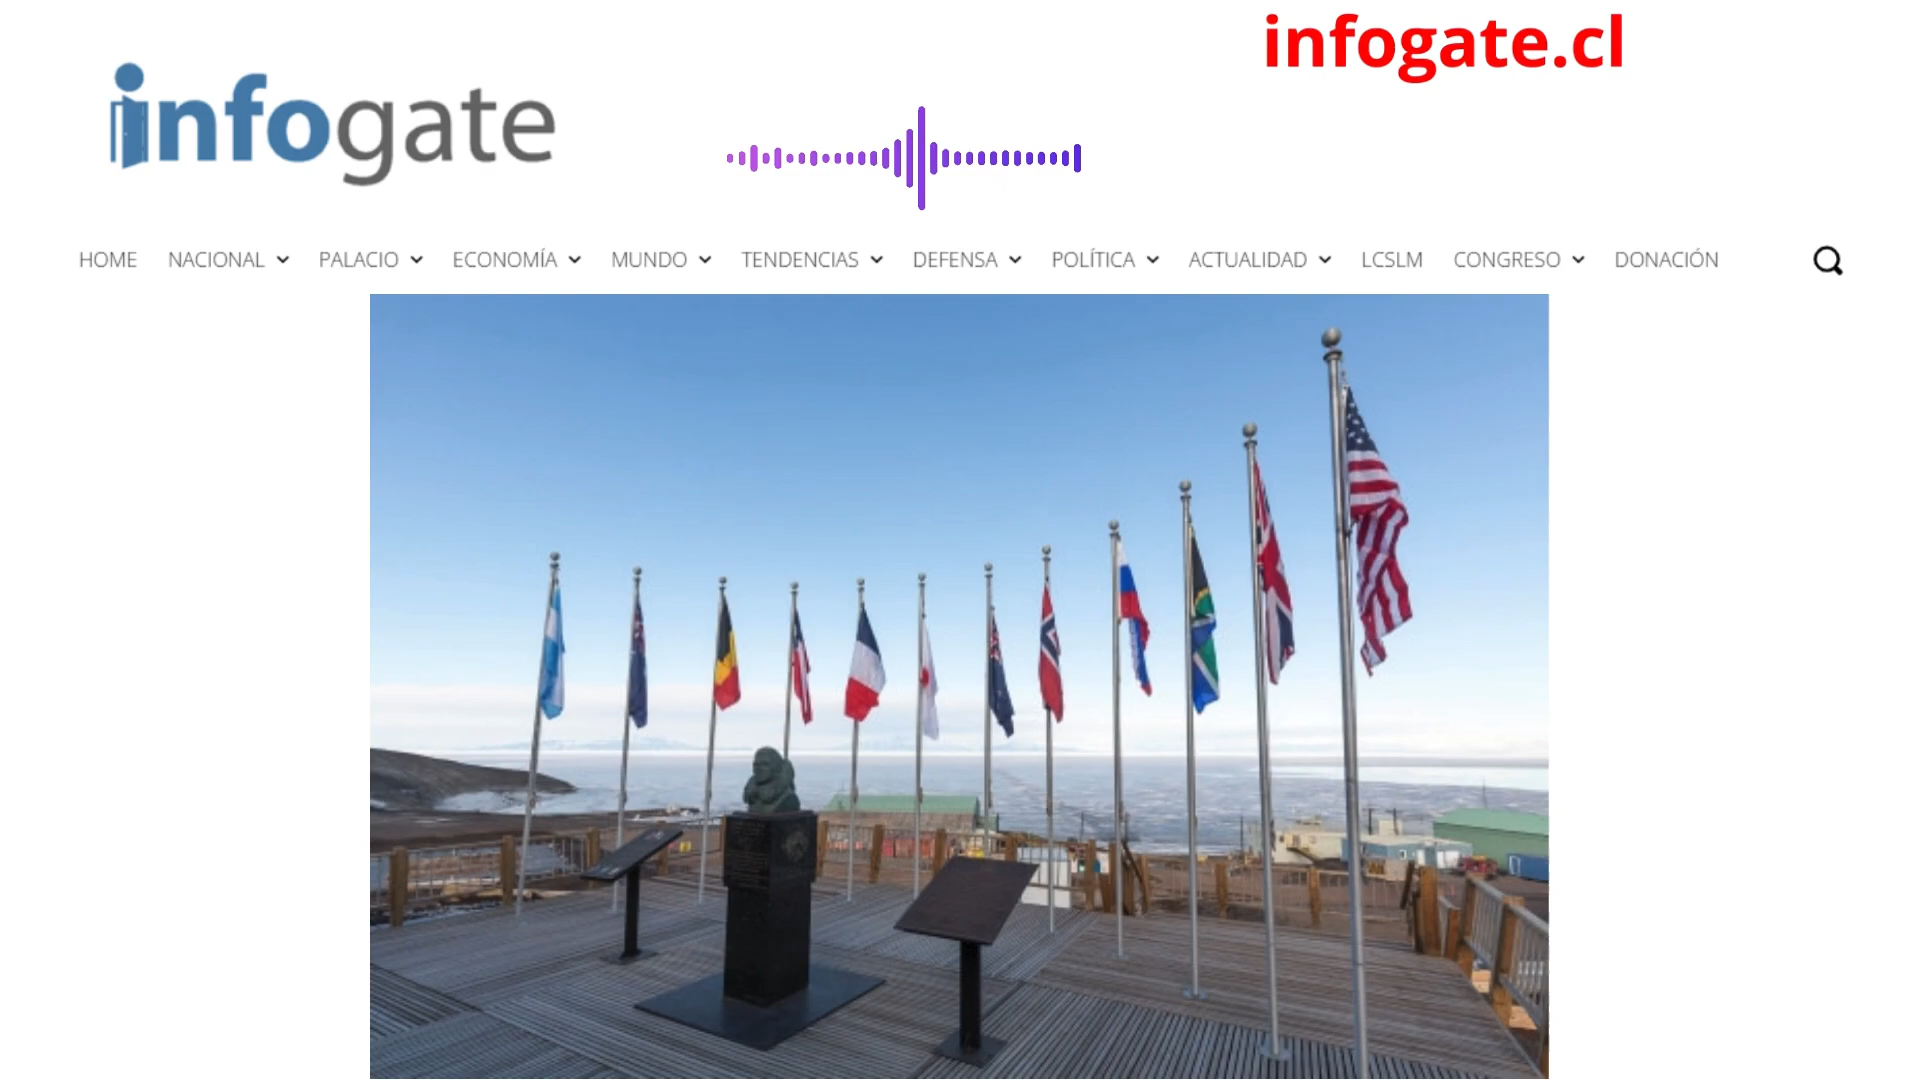 infogate.cl
infogate
HOME NACIONAL PALACIO ECONOMÍA MUNDO TENDENCIAS DEFENSA POLÍTICA ACTUALIDAD LCSLM CONGRESO DONACIÓN